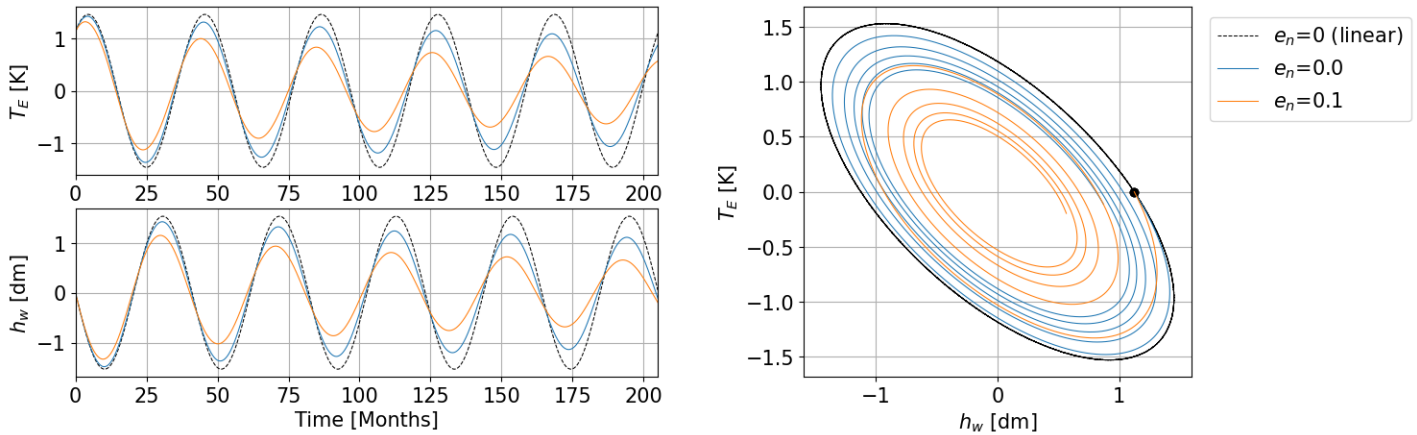 T_E [K]
1
0
−1
0 25 50 75 100 125 150 175 200
h_w [dm]
1
0
−1
0 25 50 75 100 125 150 175 200
Time [Months]
T_E [K]
1.5
1.0
0.5
0.0
−0.5
−1.0
−1.5
−1 0 1
h_w [dm]
e_n=0 (linear)
e_n=0.0
e_n=0.1